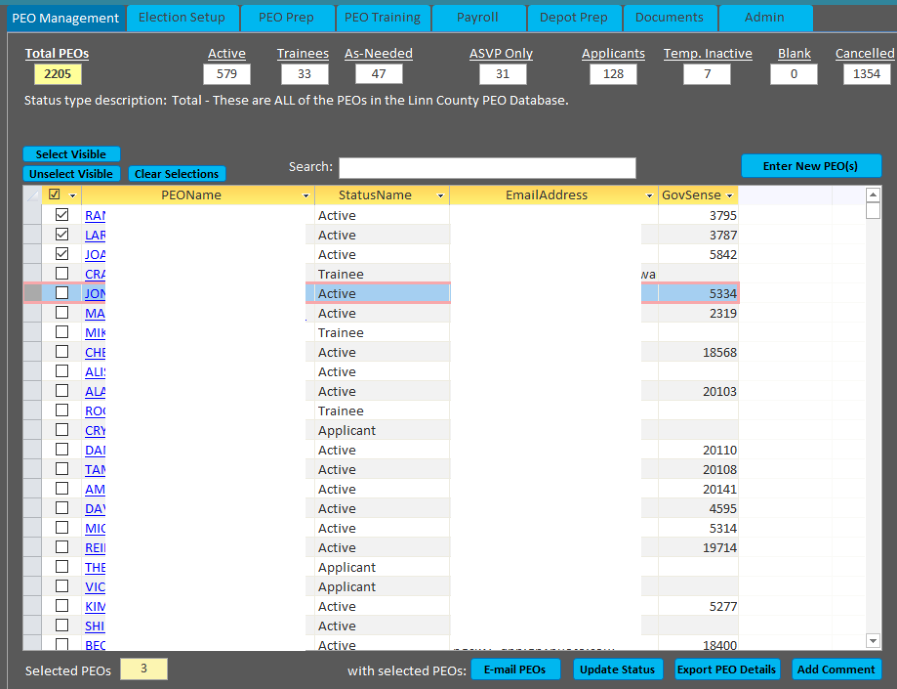 PEO Management Election Setup PEO Prep PEO Training Payroll Depot Prep Documents Admin
Total PEOs Active Trainees As-Needed ASVP Only Applicants Temp. Inactive Blank Cancelled
2205 579 33 47 31 128 7 0 1354
Status type description: Total - These are ALL of the PEOs in the Linn County PEO Database.
Select Visible
Unselect Visible Clear Selections Search: Enter New PEO(s)
PEOName StatusName EmailAddress GovSense
RAN Active 3795
LAR Active 3787
JOA Active 5842
CRA Trainee wa
JON Active 5334
MA Active 2319
MIK Trainee
CHE Active 18568
ALIS Active
ALA Active 20103
ROC Trainee
CRY Applicant
DAN Active 20110
TAM Active 20108
AM Active 20141
DAV Active 4595
MIC Active 5314
REI Active 19714
THE Applicant
VIC Applicant
KIM Active 5277
SHI Active
BEC Active 18400
Selected PEOs 3 with selected PEOs: E-mail PEOs Update Status Export PEO Details Add Comment